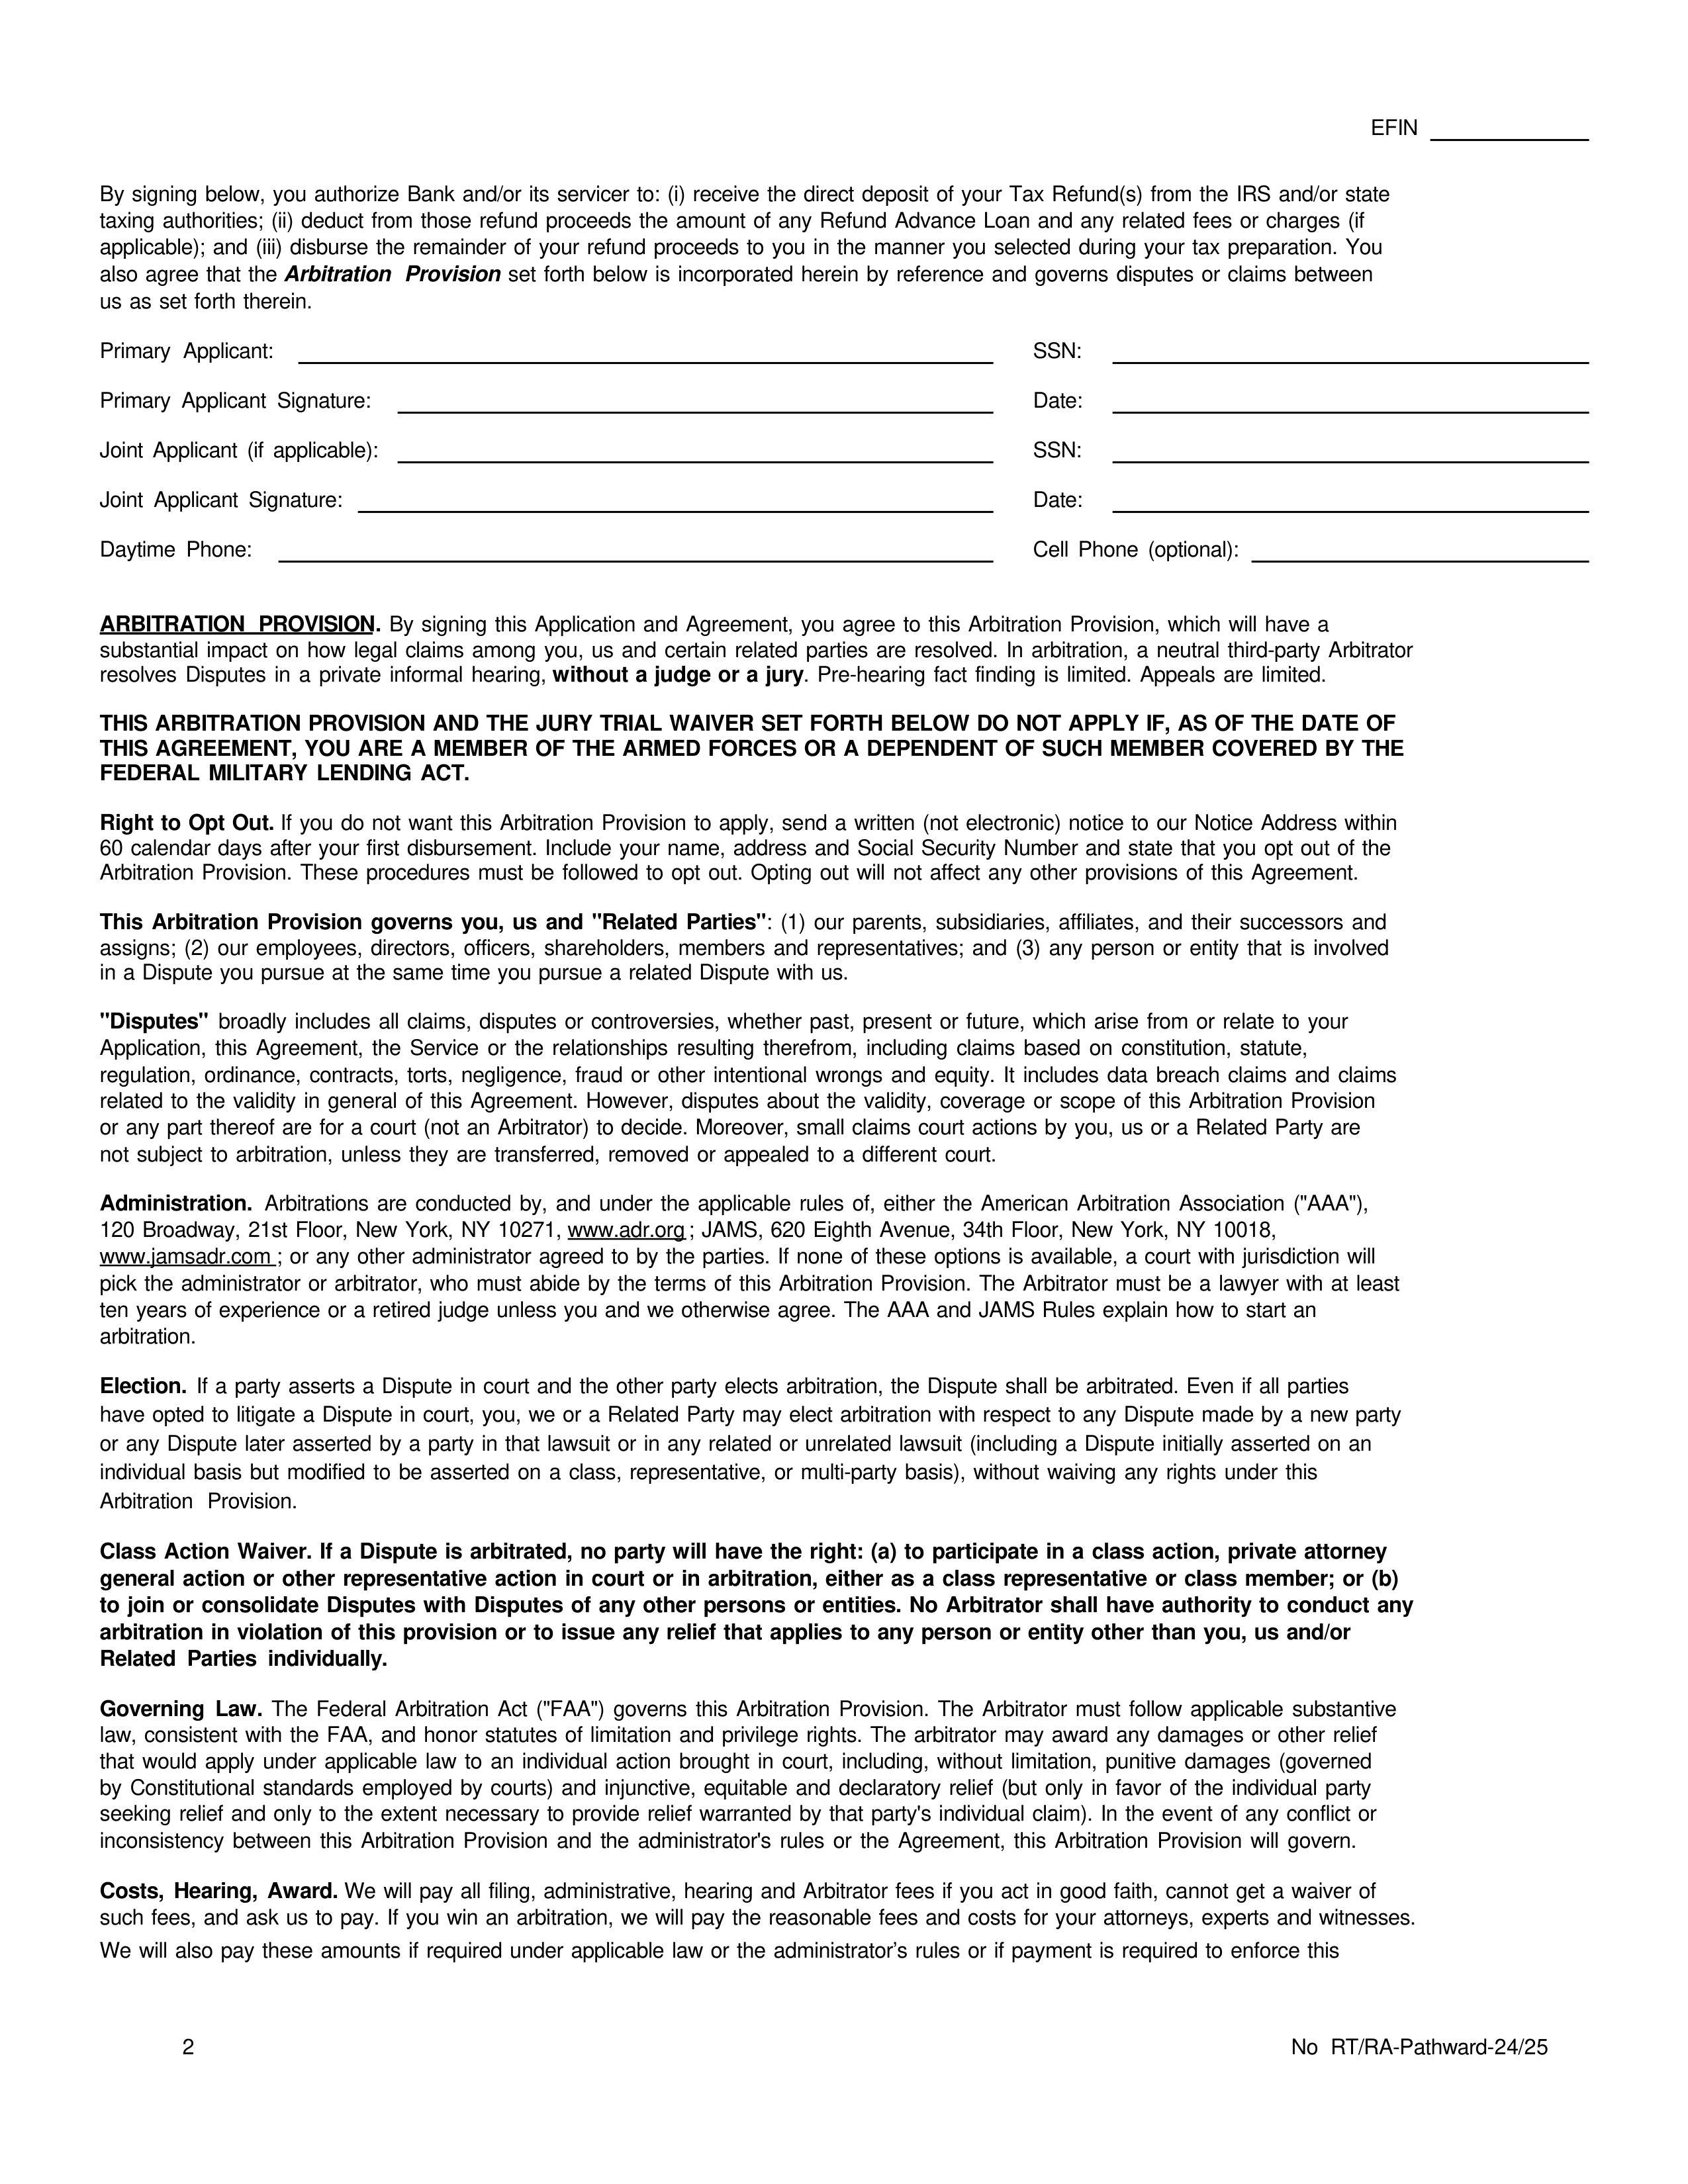 EFIN
By signing below, you authorize Bank and/or its servicer to: (i) receive the direct deposit of your Tax Refund(s) from the IRS and/or state
taxing authorities; (ii) deduct from those refund proceeds the amount of any Refund Advance Loan and any related fees or charges (if
applicable); and (iii) disburse the remainder of your refund proceeds to you in the manner you selected during your tax preparation. You
also agree that the Arbitration Provision set forth below is incorporated herein by reference and governs disputes or claims between
us as set forth therein.
Primary Applicant: SSN:
Primary Applicant Signature: Date:
Joint Applicant (if applicable): SSN:
Joint Applicant Signature: Date:
Daytime Phone: Cell Phone (optional):
ARBITRATION PROVISION. By signing this Application and Agreement, you agree to this Arbitration Provision, which will have a
substantial impact on how legal claims among you, us and certain related parties are resolved. In arbitration, a neutral third-party Arbitrator
resolves Disputes in a private informal hearing, without a judge or a jury. Pre-hearing fact finding is limited. Appeals are limited.
THIS ARBITRATION PROVISION AND THE JURY TRIAL WAIVER SET FORTH BELOW DO NOT APPLY IF, AS OF THE DATE OF
THIS AGREEMENT, YOU ARE A MEMBER OF THE ARMED FORCES OR A DEPENDENT OF SUCH MEMBER COVERED BY THE
FEDERAL MILITARY LENDING ACT.
Right to Opt Out. If you do not want this Arbitration Provision to apply, send a written (not electronic) notice to our Notice Address within
60 calendar days after your first disbursement. Include your name, address and Social Security Number and state that you opt out of the
Arbitration Provision. These procedures must be followed to opt out. Opting out will not affect any other provisions of this Agreement.
This Arbitration Provision governs you, us and "Related Parties": (1) our parents, subsidiaries, affiliates, and their successors and
assigns; (2) our employees, directors, officers, shareholders, members and representatives; and (3) any person or entity that is involved
in a Dispute you pursue at the same time you pursue a related Dispute with us.
"Disputes" broadly includes all claims, disputes or controversies, whether past, present or future, which arise from or relate to your
Application, this Agreement, the Service or the relationships resulting therefrom, including claims based on constitution, statute,
regulation, ordinance, contracts, torts, negligence, fraud or other intentional wrongs and equity. It includes data breach claims and claims
related to the validity in general of this Agreement. However, disputes about the validity, coverage or scope of this Arbitration Provision
or any part thereof are for a court (not an Arbitrator) to decide. Moreover, small claims court actions by you, us or a Related Party are
not subject to arbitration, unless they are transferred, removed or appealed to a different court.
Administration. Arbitrations are conducted by, and under the applicable rules of, either the American Arbitration Association ("AAA"),
120 Broadway, 21st Floor, New York, NY 10271, www.adr.org; JAMS, 620 Eighth Avenue, 34th Floor, New York, NY 10018,
www.jamsadr.com; or any other administrator agreed to by the parties. If none of these options is available, a court with jurisdiction will
pick the administrator or arbitrator, who must abide by the terms of this Arbitration Provision. The Arbitrator must be a lawyer with at least
ten years of experience or a retired judge unless you and we otherwise agree. The AAA and JAMS Rules explain how to start an
arbitration.
Election. If a party asserts a Dispute in court and the other party elects arbitration, the Dispute shall be arbitrated. Even if all parties
have opted to litigate a Dispute in court, you, we or a Related Party may elect arbitration with respect to any Dispute made by a new party
or any Dispute later asserted by a party in that lawsuit or in any related or unrelated lawsuit (including a Dispute initially asserted on an
individual basis but modified to be asserted on a class, representative, or multi-party basis), without waiving any rights under this
Arbitration Provision.
Class Action Waiver. If a Dispute is arbitrated, no party will have the right: (a) to participate in a class action, private attorney
general action or other representative action in court or in arbitration, either as a class representative or class member; or (b)
to join or consolidate Disputes with Disputes of any other persons or entities. No Arbitrator shall have authority to conduct any
arbitration in violation of this provision or to issue any relief that applies to any person or entity other than you, us and/or
Related Parties individually.
Governing Law. The Federal Arbitration Act ("FAA") governs this Arbitration Provision. The Arbitrator must follow applicable substantive
law, consistent with the FAA, and honor statutes of limitation and privilege rights. The arbitrator may award any damages or other relief
that would apply under applicable law to an individual action brought in court, including, without limitation, punitive damages (governed
by Constitutional standards employed by courts) and injunctive, equitable and declaratory relief (but only in favor of the individual party
seeking relief and only to the extent necessary to provide relief warranted by that party's individual claim). In the event of any conflict or
inconsistency between this Arbitration Provision and the administrator's rules or the Agreement, this Arbitration Provision will govern.
Costs, Hearing, Award. We will pay all filing, administrative, hearing and Arbitrator fees if you act in good faith, cannot get a waiver of
such fees, and ask us to pay. If you win an arbitration, we will pay the reasonable fees and costs for your attorneys, experts and witnesses.
We will also pay these amounts if required under applicable law or the administrator’s rules or if payment is required to enforce this
2 No RT/RA-Pathward-24/25